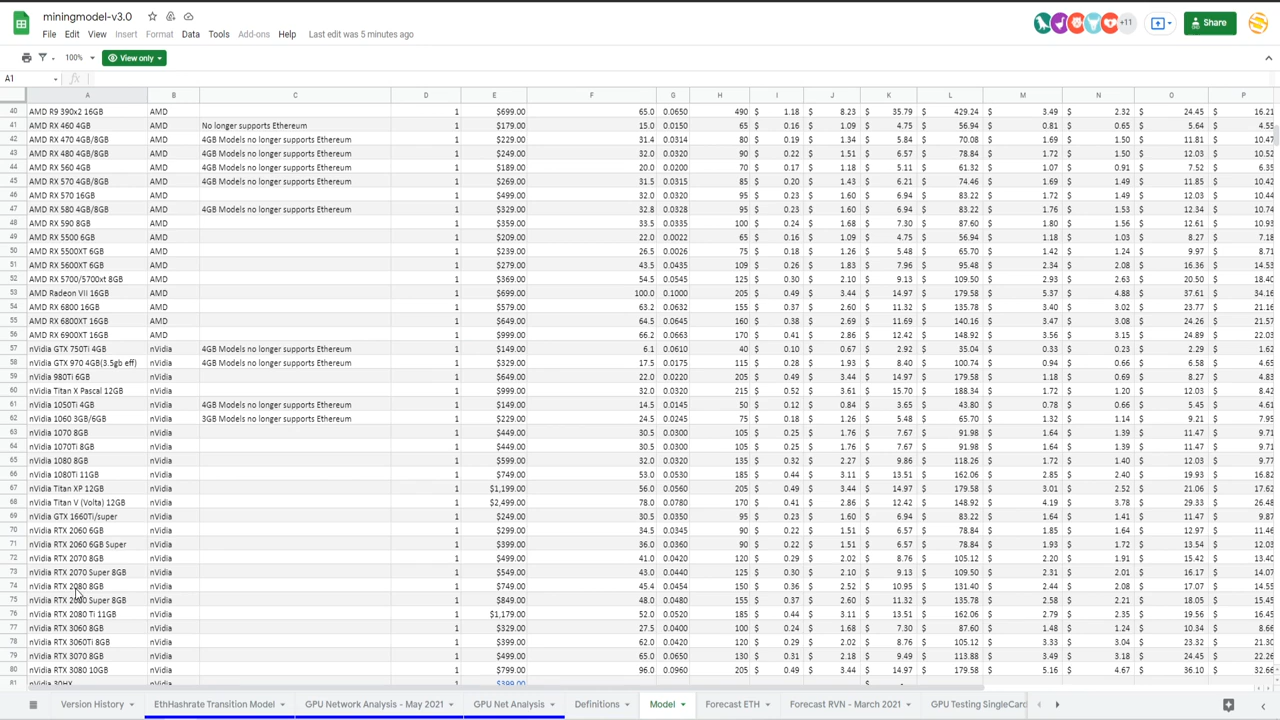 miningmodel-v3.0
+11
Share
File Edit View Insert Format Data Tools Add-ons Help Last edit was 5 minutes ago
100% View only
A1 fx
A B C D E F G H I J K L M N O P
40 AMD R9 390x2 16GB AMD 1 $699.00 65.0 0.0650 490 $ 1.18 $ 8.23 $ 35.79 $ 429.24 $ 3.49 $ 2.32 $ 24.45 $ 16.21
41 AMD RX 460 4GB AMD No longer supports Ethereum 1 $179.00 15.0 0.0150 65 $ 0.16 $ 1.09 $ 4.75 $ 56.94 $ 0.81 $ 0.65 $ 5.64 $ 4.55
42 AMD RX 470 4GB/8GB AMD 4GB Models no longer supports Ethereum 1 $229.00 31.4 0.0314 80 $ 0.19 $ 1.34 $ 5.84 $ 70.08 $ 1.69 $ 1.50 $ 11.81 $ 10.47
43 AMD RX 480 4GB/8GB AMD 4GB Models no longer supports Ethereum 1 $249.00 32.0 0.0320 90 $ 0.22 $ 1.51 $ 6.57 $ 78.84 $ 1.72 $ 1.50 $ 12.03 $ 10.52
44 AMD RX 560 4GB AMD 4GB Models no longer supports Ethereum 1 $189.00 20.0 0.0200 70 $ 0.17 $ 1.18 $ 5.11 $ 61.32 $ 1.07 $ 0.91 $ 7.52 $ 6.35
45 AMD RX 570 4GB/8GB AMD 4GB Models no longer supports Ethereum 1 $269.00 31.5 0.0315 85 $ 0.20 $ 1.43 $ 6.21 $ 74.46 $ 1.69 $ 1.49 $ 11.85 $ 10.42
46 AMD RX 570 16GB AMD 1 $499.00 32.0 0.0320 95 $ 0.23 $ 1.60 $ 6.94 $ 83.22 $ 1.72 $ 1.49 $ 12.03 $ 10.44
47 AMD RX 580 4GB/8GB AMD 4GB Models no longer supports Ethereum 1 $329.00 32.8 0.0328 95 $ 0.23 $ 1.60 $ 6.94 $ 83.22 $ 1.76 $ 1.53 $ 12.34 $ 10.74
48 AMD RX 590 8GB AMD 1 $359.00 33.5 0.0335 100 $ 0.24 $ 1.68 $ 7.30 $ 87.60 $ 1.80 $ 1.56 $ 12.61 $ 10.93
49 AMD RX 5500 6GB AMD 1 $209.00 22.0 0.0022 65 $ 0.16 $ 1.09 $ 4.75 $ 56.94 $ 1.18 $ 1.03 $ 8.27 $ 7.18
50 AMD RX 5500XT 6GB AMD 1 $239.00 26.5 0.0026 75 $ 0.18 $ 1.26 $ 5.48 $ 65.70 $ 1.42 $ 1.24 $ 9.97 $ 8.71
51 AMD RX 5600XT 6GB AMD 1 $279.00 43.5 0.0435 109 $ 0.26 $ 1.83 $ 7.96 $ 95.48 $ 2.34 $ 2.08 $ 16.36 $ 14.53
52 AMD RX 5700/5700xt 8GB AMD 1 $369.00 54.5 0.0545 125 $ 0.30 $ 2.10 $ 9.13 $ 109.50 $ 2.93 $ 2.63 $ 20.50 $ 18.40
53 AMD Radeon VII 16GB AMD 1 $699.00 100.0 0.1000 205 $ 0.49 $ 3.44 $ 14.97 $ 179.58 $ 5.37 $ 4.88 $ 37.61 $ 34.16
54 AMD RX 6800 16GB AMD 1 $579.00 63.2 0.0632 155 $ 0.37 $ 2.60 $ 11.32 $ 135.78 $ 3.40 $ 3.02 $ 23.77 $ 21.16
55 AMD RX 6800XT 16GB AMD 1 $649.00 64.5 0.0645 160 $ 0.38 $ 2.69 $ 11.69 $ 140.16 $ 3.47 $ 3.08 $ 24.26 $ 21.57
56 AMD RX 6900XT 16GB AMD 1 $999.00 66.2 0.0663 170 $ 0.41 $ 2.86 $ 12.42 $ 148.92 $ 3.56 $ 3.15 $ 24.89 $ 22.03
57 nVidia GTX 750Ti 4GB nVidia 4GB Models no longer supports Ethereum 1 $149.00 6.1 0.0610 40 $ 0.10 $ 0.67 $ 2.92 $ 35.04 $ 0.33 $ 0.23 $ 2.29 $ 1.62
58 nVidia GTX 970 4GB(3.5gb eff) nVidia 4GB Models no longer supports Ethereum 1 $349.00 17.5 0.0175 115 $ 0.28 $ 1.93 $ 8.40 $ 100.74 $ 0.94 $ 0.66 $ 6.58 $ 4.65
59 nVidia 980Ti 6GB nVidia 1 $649.00 22.0 0.0220 205 $ 0.49 $ 3.44 $ 14.97 $ 179.58 $ 1.18 $ 0.69 $ 8.27 $ 4.83
60 nVidia Titan X Pascal 12GB nVidia 1 $999.00 32.0 0.0320 215 $ 0.52 $ 3.61 $ 15.70 $ 188.34 $ 1.72 $ 1.20 $ 12.03 $ 8.42
61 nVidia 1050Ti 4GB nVidia 4GB Models no longer supports Ethereum 1 $149.00 14.5 0.0145 50 $ 0.12 $ 0.84 $ 3.65 $ 43.80 $ 0.78 $ 0.66 $ 5.45 $ 4.61
62 nVidia 1060 3GB/6GB nVidia 3GB Models no longer supports Ethereum 1 $229.00 24.5 0.0245 75 $ 0.18 $ 1.26 $ 5.48 $ 65.70 $ 1.32 $ 1.14 $ 9.21 $ 7.95
63 nVidia 1070 8GB nVidia 1 $449.00 30.5 0.0300 105 $ 0.25 $ 1.76 $ 7.67 $ 91.98 $ 1.64 $ 1.39 $ 11.47 $ 9.71
64 nVidia 1070Ti 8GB nVidia 1 $449.00 30.5 0.0300 105 $ 0.25 $ 1.76 $ 7.67 $ 91.98 $ 1.64 $ 1.39 $ 11.47 $ 9.71
65 nVidia 1080 8GB nVidia 1 $599.00 32.0 0.0320 135 $ 0.32 $ 2.27 $ 9.86 $ 118.26 $ 1.72 $ 1.40 $ 12.03 $ 9.77
66 nVidia 1080Ti 11GB nVidia 1 $749.00 53.0 0.0530 185 $ 0.44 $ 3.11 $ 13.51 $ 162.06 $ 2.85 $ 2.40 $ 19.93 $ 16.82
67 nVidia Titan XP 12GB nVidia 1 $1,199.00 56.0 0.0560 205 $ 0.49 $ 3.44 $ 14.97 $ 179.58 $ 3.01 $ 2.52 $ 21.06 $ 17.62
68 nVidia Titan V (Volta) 12GB nVidia 1 $2,499.00 78.0 0.0780 170 $ 0.41 $ 2.86 $ 12.42 $ 148.92 $ 4.19 $ 3.78 $ 29.33 $ 26.48
69 nVidia GTX 1660Ti/super nVidia 1 $249.00 30.5 0.0350 95 $ 0.23 $ 1.60 $ 6.94 $ 83.22 $ 1.64 $ 1.41 $ 11.47 $ 9.87
70 nVidia RTX 2060 6GB nVidia 1 $299.00 34.5 0.0345 90 $ 0.22 $ 1.51 $ 6.57 $ 78.84 $ 1.85 $ 1.64 $ 12.97 $ 11.46
71 nVidia RTX 2060 6GB Super nVidia 1 $399.00 36.0 0.0360 90 $ 0.22 $ 1.51 $ 6.57 $ 78.84 $ 1.93 $ 1.72 $ 13.54 $ 12.03
72 nVidia RTX 2070 8GB nVidia 1 $499.00 41.0 0.0420 120 $ 0.29 $ 2.02 $ 8.76 $ 105.12 $ 2.20 $ 1.91 $ 15.42 $ 13.40
73 nVidia RTX 2070 Super 8GB nVidia 1 $549.00 43.0 0.0440 125 $ 0.30 $ 2.10 $ 9.13 $ 109.50 $ 2.31 $ 2.01 $ 16.17 $ 14.07
74 nVidia RTX 2080 8GB nVidia 1 $749.00 45.4 0.0454 150 $ 0.36 $ 2.52 $ 10.95 $ 131.40 $ 2.44 $ 2.08 $ 17.07 $ 14.55
75 nVidia RTX 2080 Super 8GB nVidia 1 $849.00 48.0 0.0480 155 $ 0.37 $ 2.60 $ 11.32 $ 135.78 $ 2.58 $ 2.21 $ 18.05 $ 15.45
76 nVidia RTX 2080 Ti 11GB nVidia 1 $1,179.00 52.0 0.0520 185 $ 0.44 $ 3.11 $ 13.51 $ 162.06 $ 2.79 $ 2.35 $ 19.56 $ 16.45
77 nVidia RTX 3060 8GB nVidia 1 $329.00 27.5 0.0400 100 $ 0.24 $ 1.68 $ 7.30 $ 87.60 $ 1.48 $ 1.24 $ 10.34 $ 8.66
78 nVidia RTX 3060Ti 8GB nVidia 1 $399.00 62.0 0.0420 120 $ 0.29 $ 2.02 $ 8.76 $ 105.12 $ 3.33 $ 3.04 $ 23.32 $ 21.30
79 nVidia RTX 3070 8GB nVidia 1 $499.00 65.0 0.0650 130 $ 0.31 $ 2.18 $ 9.49 $ 113.88 $ 3.49 $ 3.18 $ 24.45 $ 22.26
80 nVidia RTX 3080 10GB nVidia 1 $799.00 96.0 0.0960 205 $ 0.49 $ 3.44 $ 14.97 $ 179.58 $ 5.16 $ 4.67 $ 36.10 $ 32.66
81 nVidia 30HX nVidia 1 $399.00 $ -
Version History EthHashrate Transition Model GPU Network Analysis - May 2021 GPU Net Analysis Definitions Model Forecast ETH Forecast RVN - March 2021 GPU Testing SingleCard